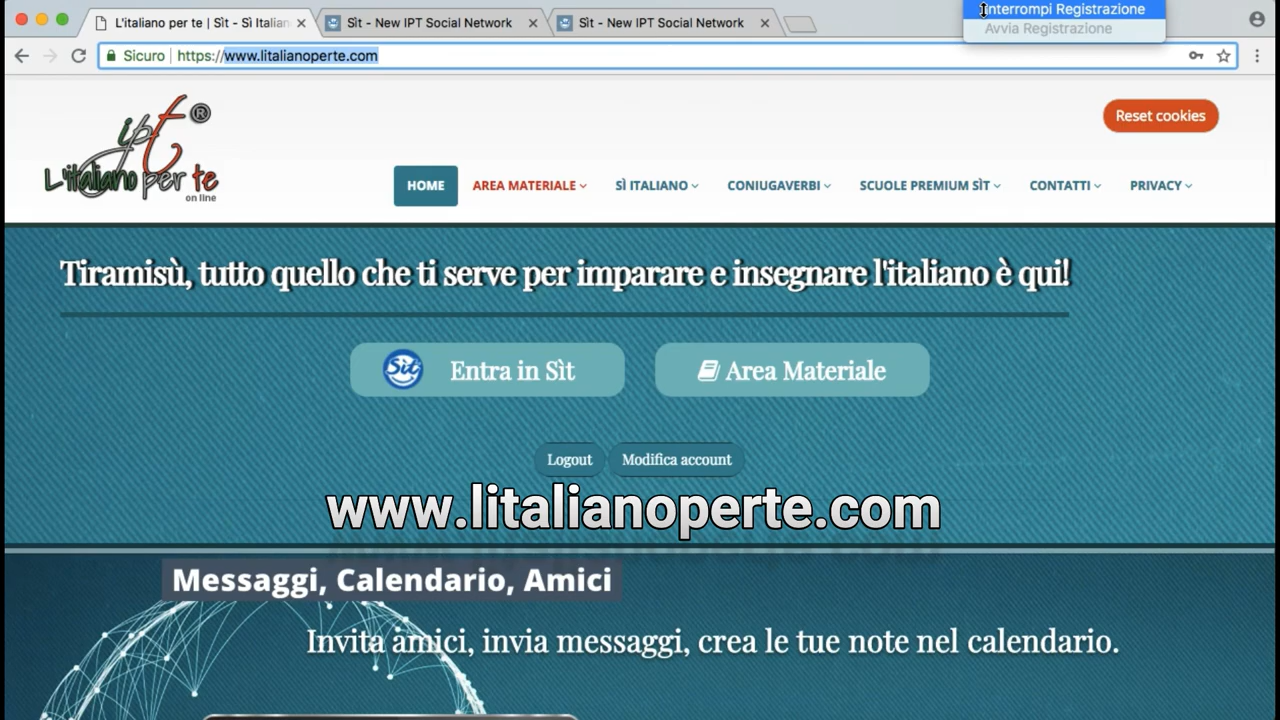 L'italiano per te | Sìt - Sì Italian
Sìt - New IPT Social Network
Sìt - New IPT Social Network
Interrompi Registrazione
Avvia Registrazione
Sicuro
https://www.litalianoperte.com
ipt ®
L'italiano per te
on line
Reset cookies
HOME
AREA MATERIALE
SÌ ITALIANO
CONIUGAVERBI
SCUOLE PREMIUM SÌT
CONTATTI
PRIVACY
Tiramisù, tutto quello che ti serve per imparare e insegnare l'italiano è qui!
Sìt
Entra in Sìt
Area Materiale
Logout
Modifica account
www.litalianoperte.com
Messaggi, Calendario, Amici
Invita amici, invia messaggi, crea le tue note nel calendario.